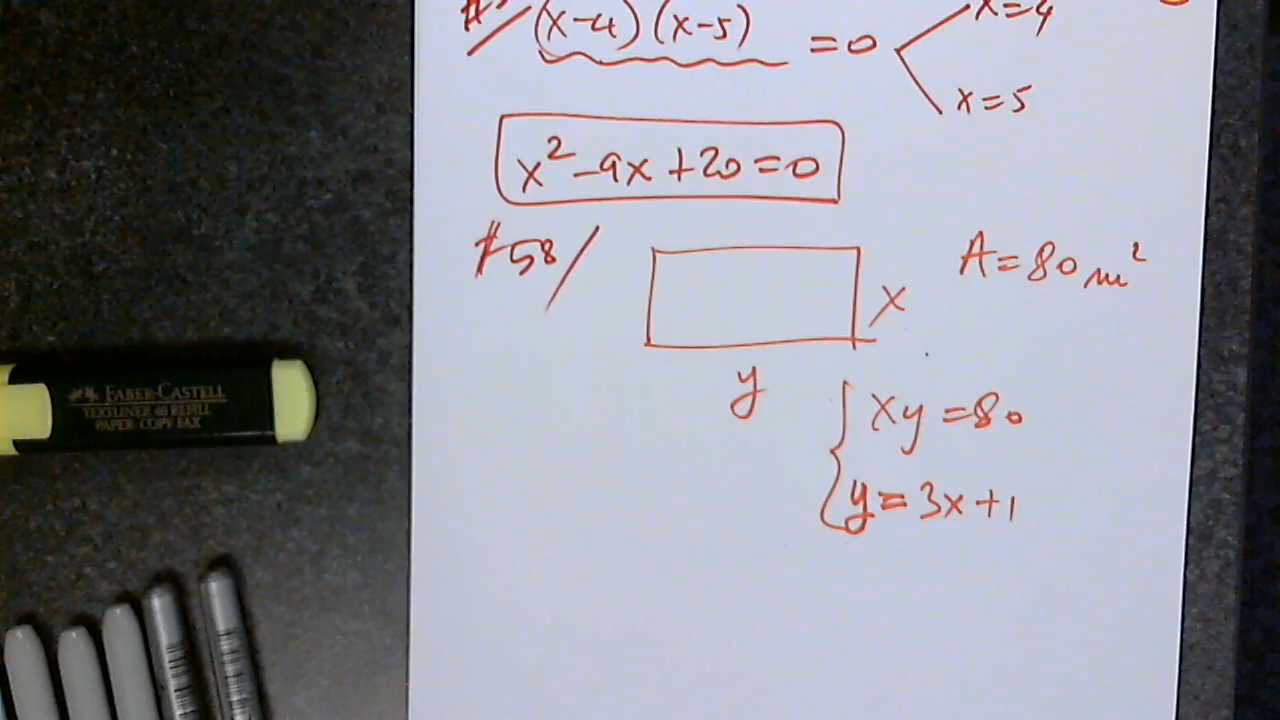 (x-4)(x-5) =0 x=4
x=5
x²-9x+20=0
#58/
A=80m²
x
y
xy=80
y=3x+1
FABER-CASTELL
TEXTLINER 48 REFILL
PAPER COPY FAX